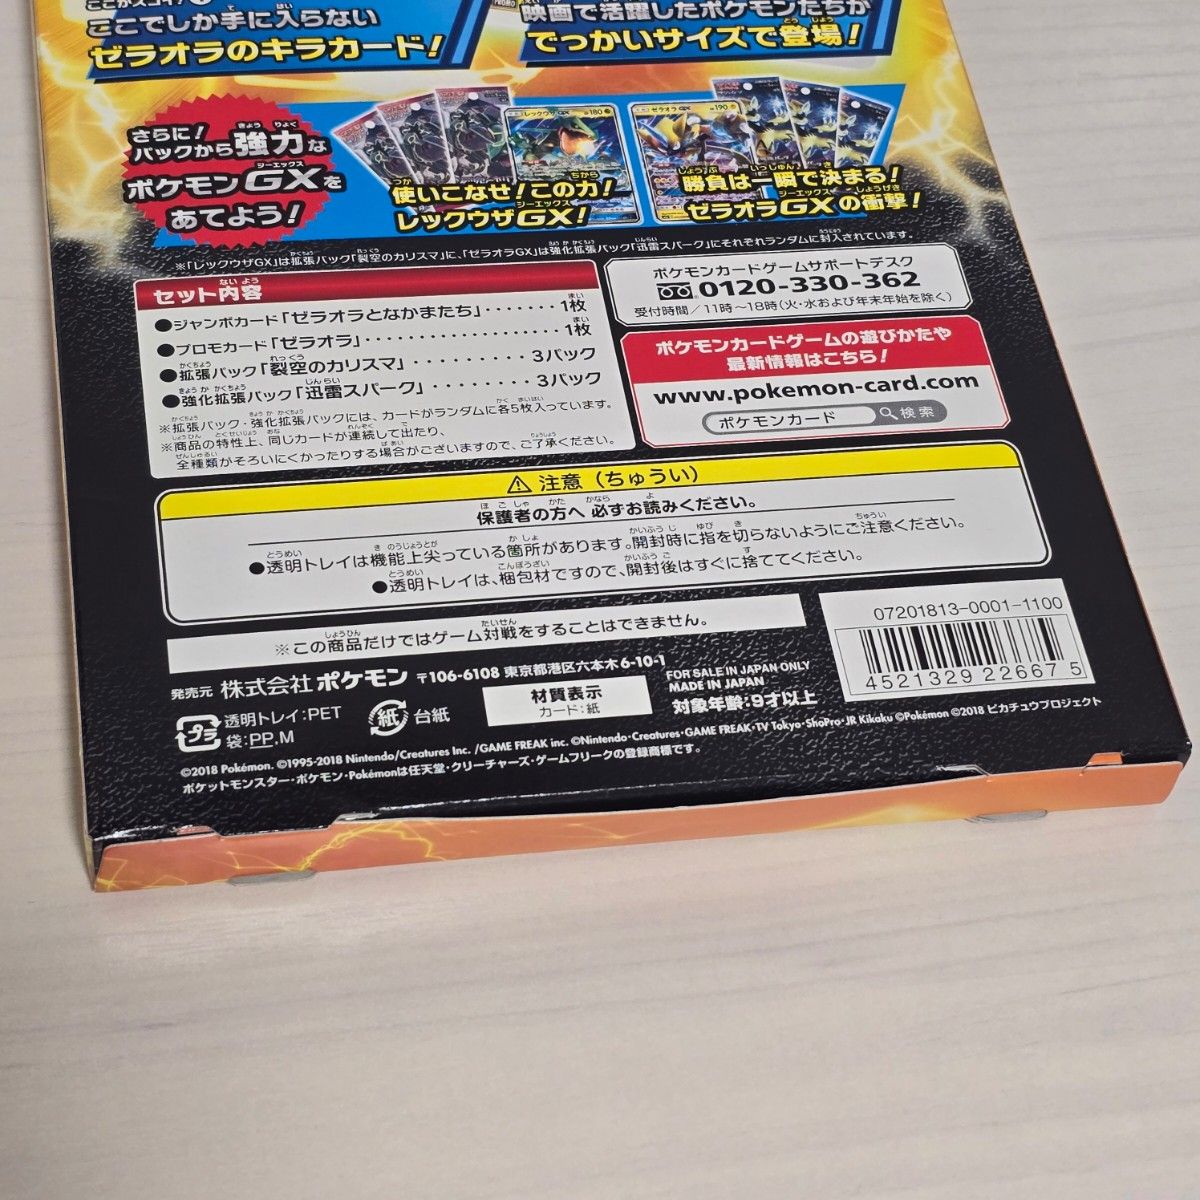 ここがスゴイ!
ここでしか手に入らない
ゼラオラのキラカード!
PROMO
映画で活躍したポケモンたちが
でっかいサイズで登場!
さらに!
パックから強力な
ポケモンGXを
あてよう!
レックウザGX 180
使いこなせ!この力!
レックウザGX!
ゼラオラGX 190
勝負は一瞬で決まる!
ゼラオラGXの衝撃!
※「レックウザGX」は拡張パック「裂空のカリスマ」に、「ゼラオラGX」は強化拡張パック「迅雷スパーク」にそれぞれランダムに封入されています。
セット内容
●ジャンボカード「ゼラオラとなかまたち」・・・・・・・1枚
●プロモカード「ゼラオラ」・・・・・・・・・・・・・・1枚
●拡張パック「裂空のカリスマ」・・・・・・・・・3パック
●強化拡張パック「迅雷スパーク」・・・・・・・・3パック
※拡張パック・強化拡張パックには、カードがランダムに各5枚入っています。
※商品の特性上、同じカードが連続して出たり、
全種類がそろいにくかったりする場合がございますので、ご了承ください。
ポケモンカードゲームサポートデスク
0120-330-362
受付時間/11時～18時(火・水および年末年始を除く)
ポケモンカードゲームの遊びかたや
最新情報はこちら!
www.pokemon-card.com
ポケモンカード 検索
⚠注意(ちゅうい)
保護者の方へ 必ずお読みください。
●透明トレイは機能上尖っている箇所があります。開封時に指を切らないようにご注意ください。
●透明トレイは、梱包材ですので、開封後はすぐに捨ててください。
※この商品だけではゲーム対戦をすることはできません。
07201813-0001-1100
4521329 226675
発売元 株式会社ポケモン 〒106-6108 東京都港区六本木6-10-1
FOR SALE IN JAPAN ONLY
MADE IN JAPAN
対象年齢:9才以上
プラ 透明トレイ:PET
袋:PP,M
紙 台紙
材質表示
カード:紙
©2018 Pokémon. ©1995-2018 Nintendo/Creatures Inc. /GAME FREAK inc. ©Nintendo・Creatures・GAME FREAK・TV Tokyo・ShoPro・JR Kikaku ©Pokémon ©2018 ピカチュウプロジェクト
ポケットモンスター・ポケモン・Pokémonは任天堂・クリーチャーズ・ゲームフリークの登録商標です。